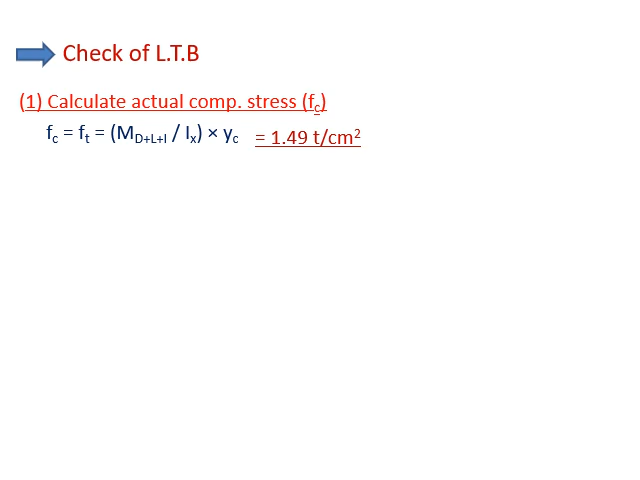 Check of L.T.B
(1) Calculate actual comp. stress (fc)
fc = ft = (MD+L+I / Ix) × yc = 1.49 t/cm²